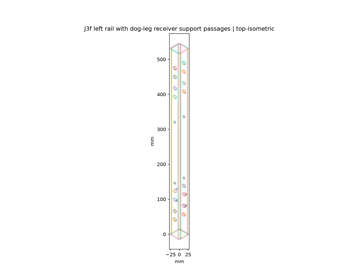 J3f left rail with dog-leg receiver support passages | top-isometric
500
400
300
200
100
0
mm
−25 0 25
mm